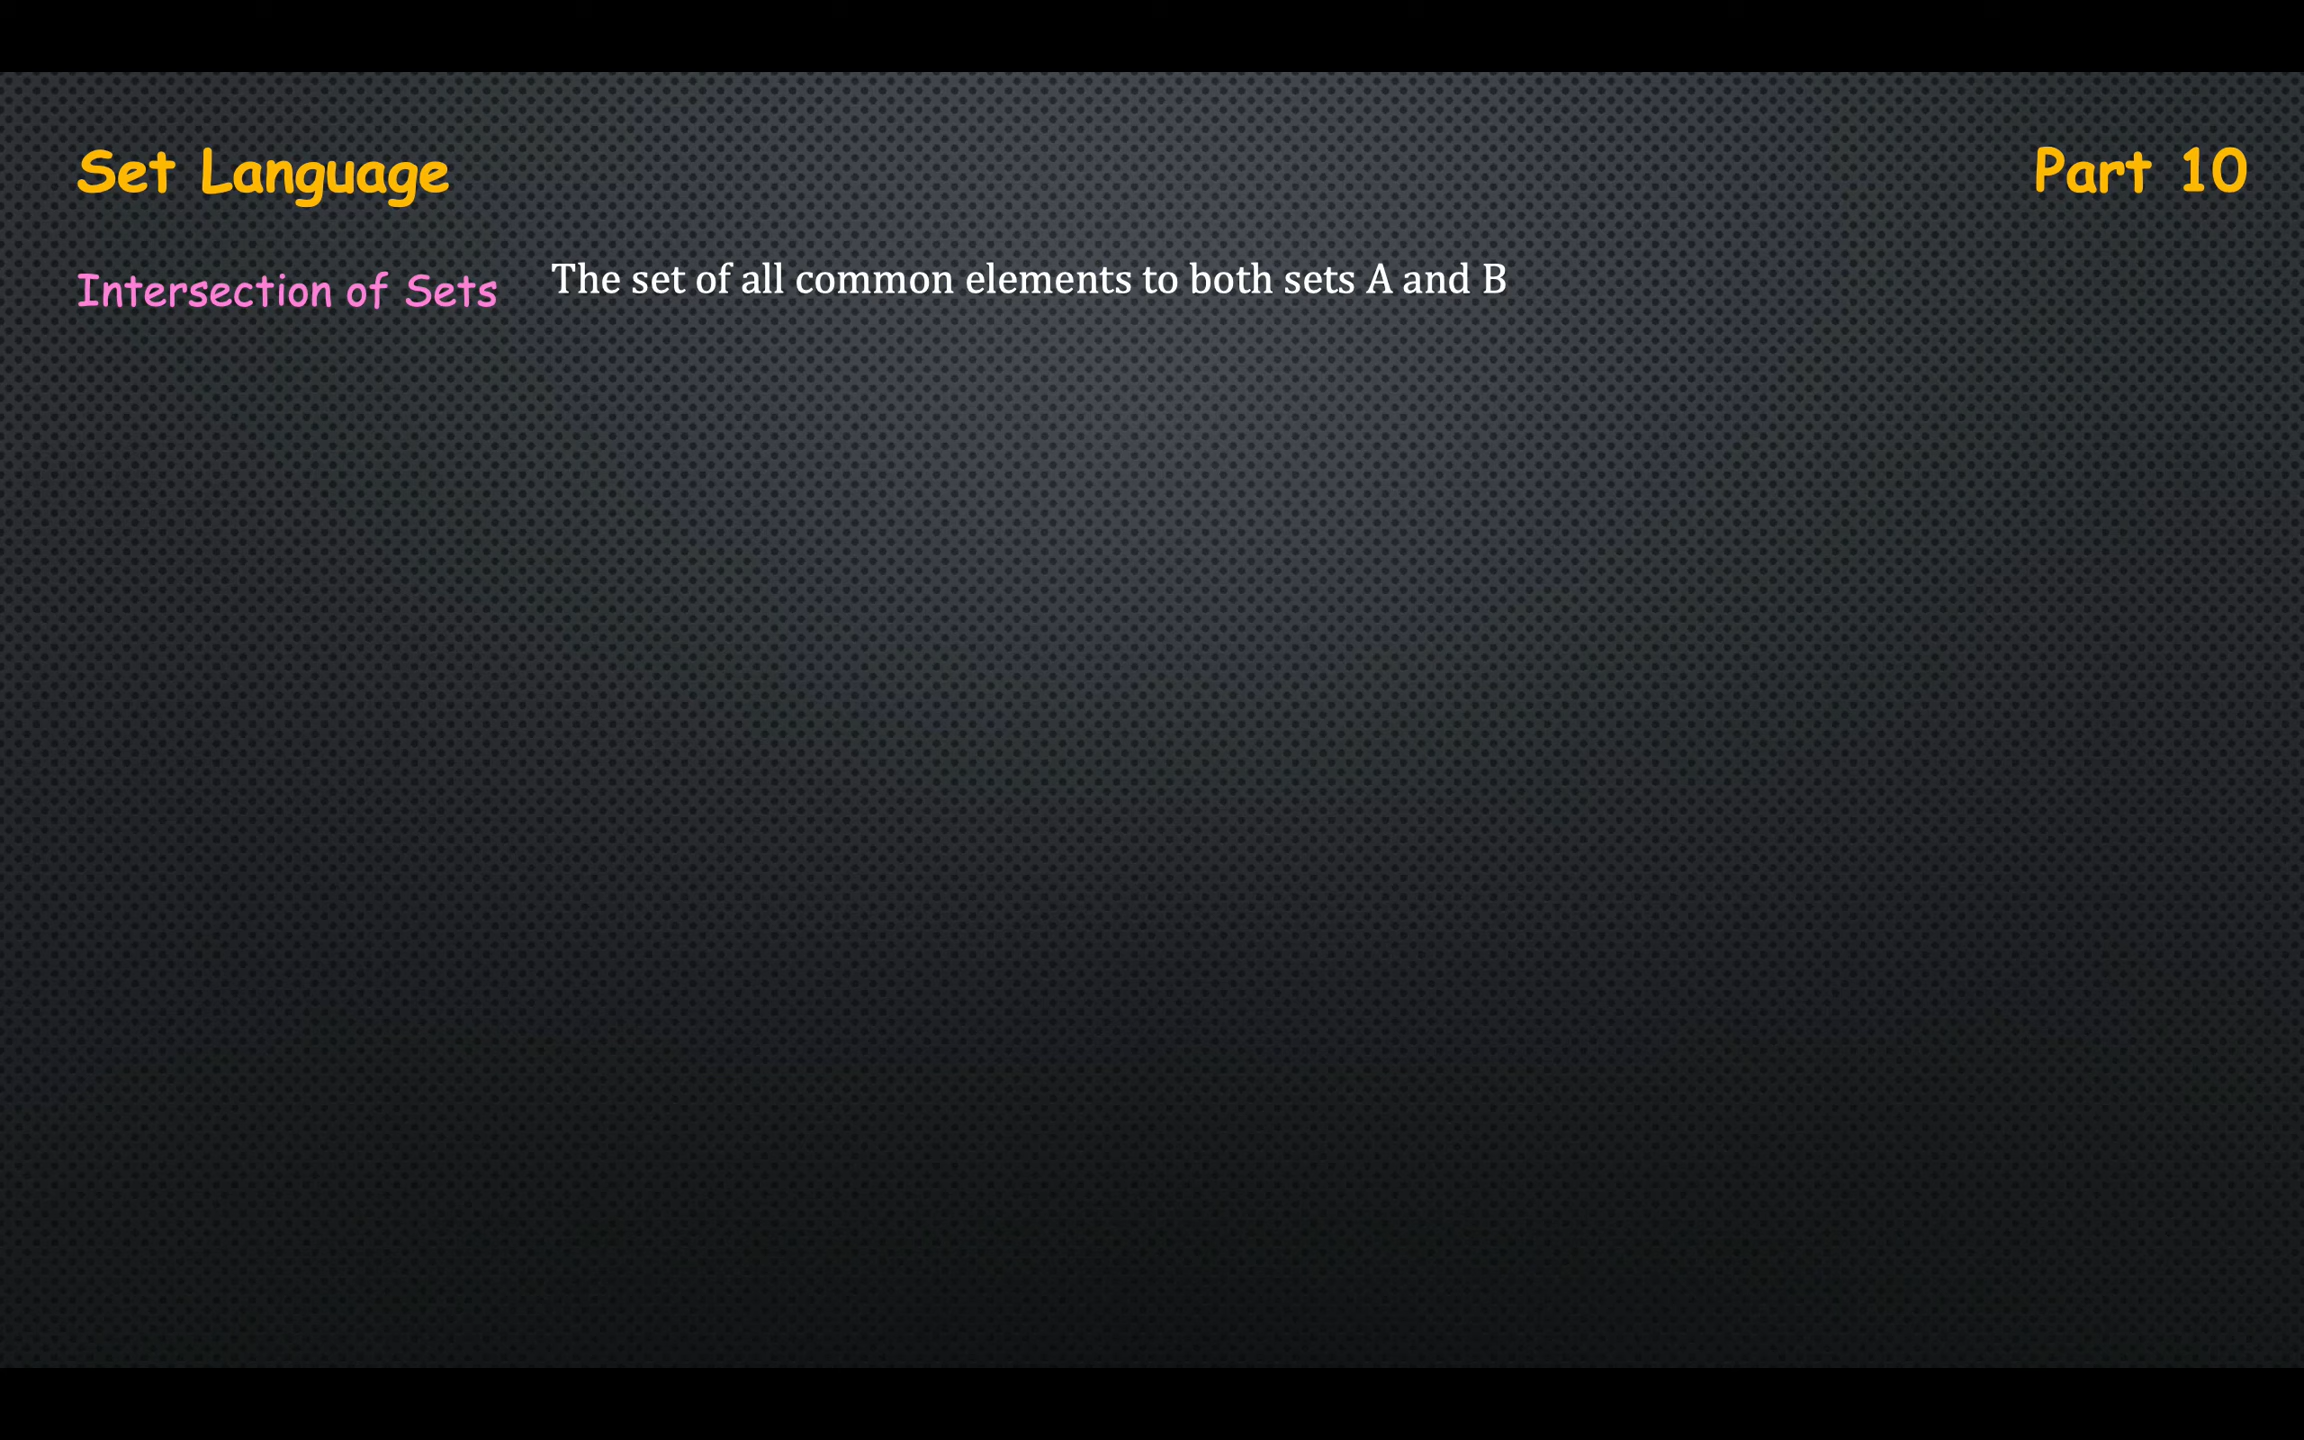 Set Language
Part 10
Intersection of Sets
The set of all common elements to both sets A and B